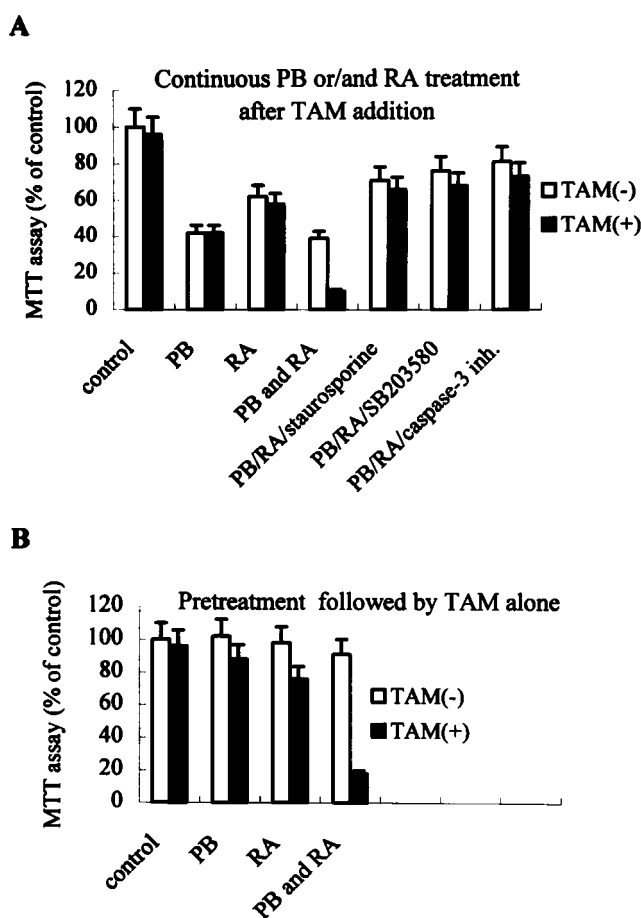 A
Continuous PB or/and RA treatment
after TAM addition
MTT assay (% of control)
120
100
80
60
40
20
0
TAM(-)
TAM(+)
control
PB
RA
PB and RA
PB/RA/staurosporine
PB/RA/SB203580
PB/RA/caspase-3 inh.
B
Pretreatment followed by TAM alone
MTT assay (% of control)
120
100
80
60
40
20
0
TAM(-)
TAM(+)
control
PB
RA
PB and RA